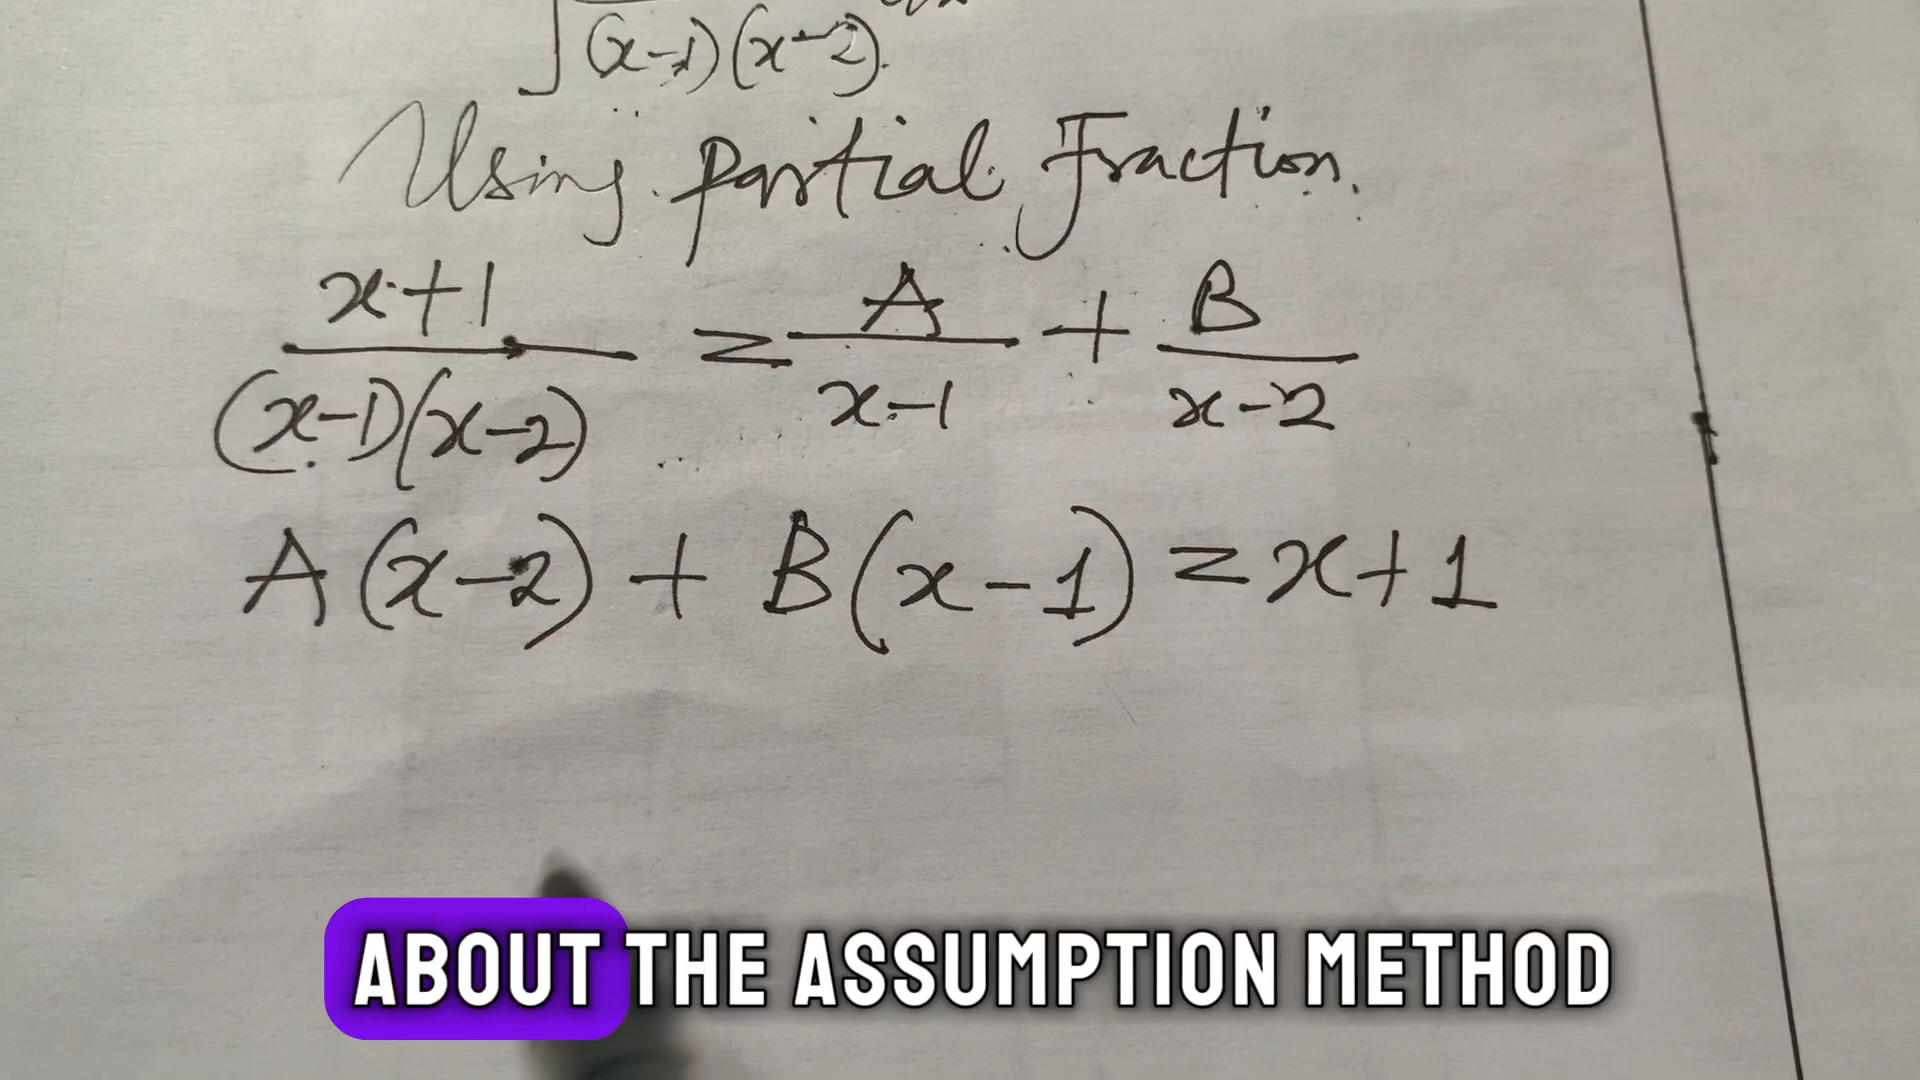 ∫ (x-1)(x-2)
Using Partial Fraction.
x+1 / (x-1)(x-2) = A / x-1 + B / x-2
A(x-2) + B(x-1) = x+1
ABOUT THE ASSUMPTION METHOD